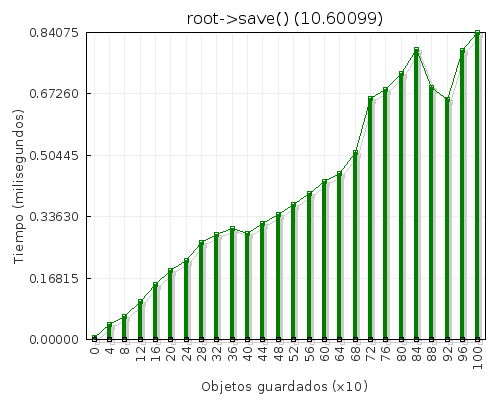 root->save() (10.60099)
0.84075
0.67260
0.50445
0.33630
0.16815
0.00000
Tiempo (milisegundos)
0 4 8 12 16 20 24 28 32 36 40 44 48 52 56 60 64 68 72 76 80 84 88 92 96 100
Objetos guardados (x10)